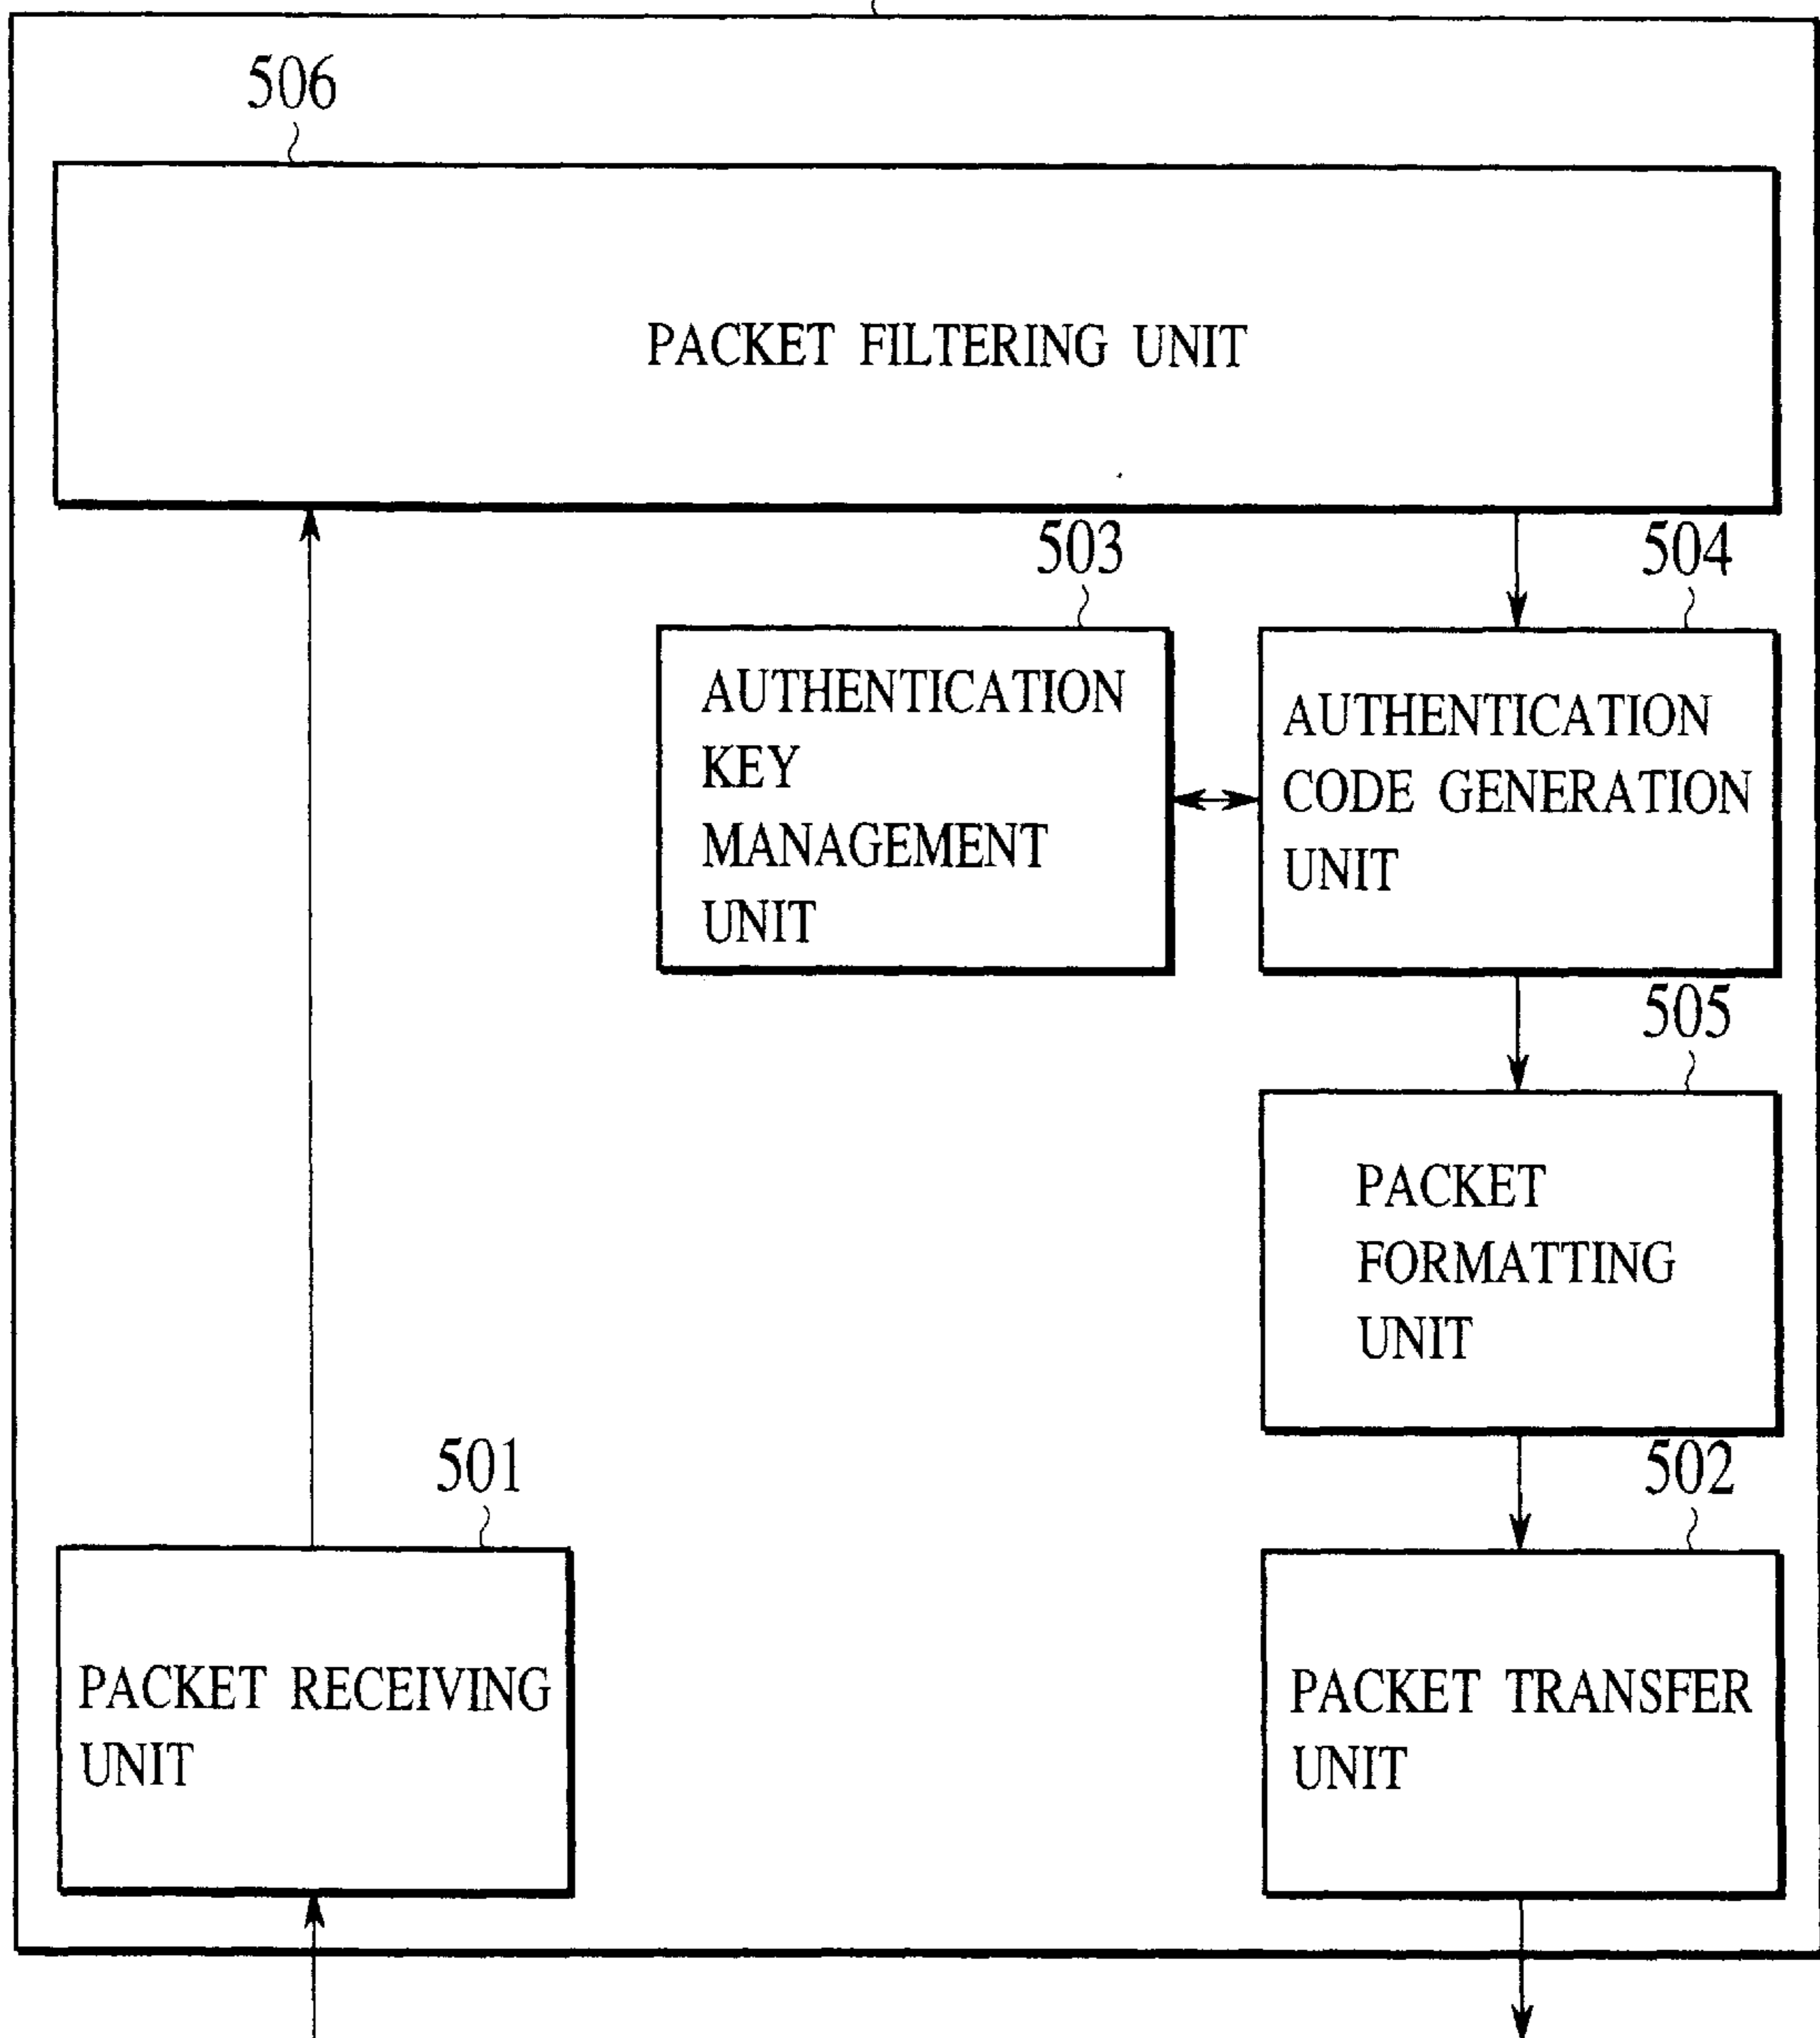 506
PACKET FILTERING UNIT
503
504
AUTHENTICATION
KEY
MANAGEMENT
UNIT
AUTHENTICATION
CODE GENERATION
UNIT
505
PACKET
FORMATTING
UNIT
501
502
PACKET RECEIVING
UNIT
PACKET TRANSFER
UNIT